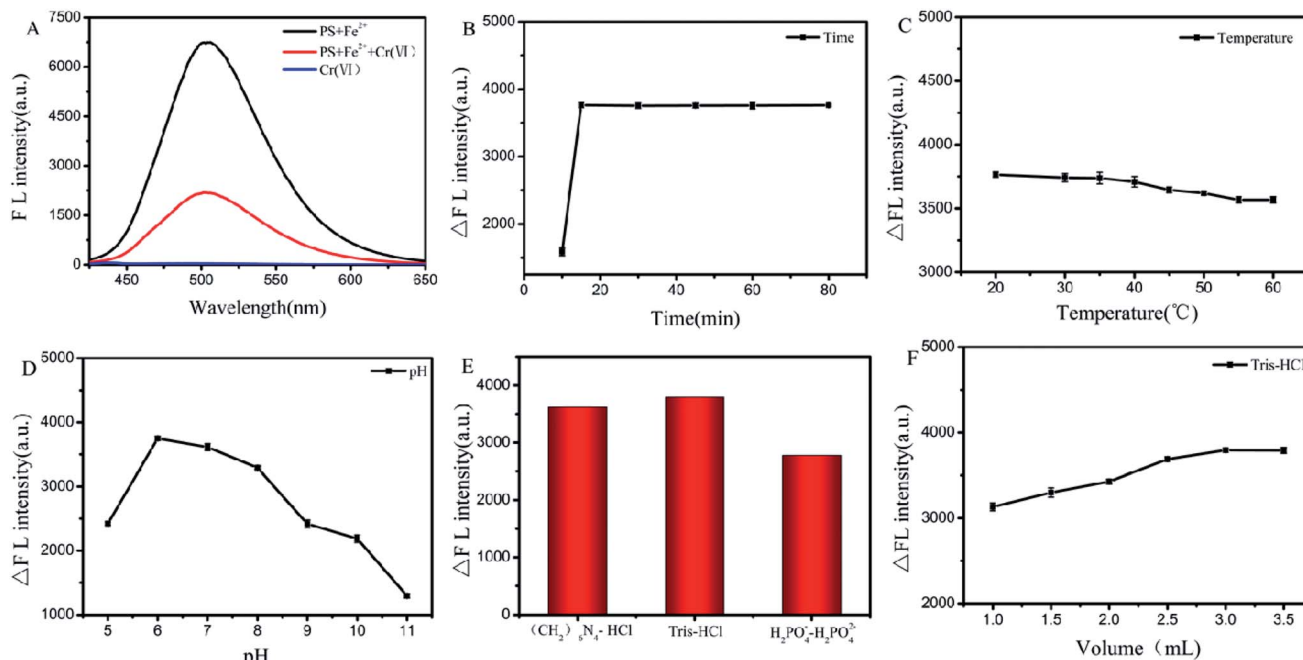 A
7500
6000
4500
3000
1500
0
F L intensity(a.u.)
PS+Fe²⁺
PS+Fe²⁺+Cr(Ⅵ)
Cr(Ⅵ)
450 500 550 600 650
Wavelength(nm)
B
5000
4000
3000
2000
△F L intensity(a.u.)
Time
0 20 40 60 80
Time(min)
C
5000
4500
4000
3500
3000
△FL intensity(a.u.)
Temperature
20 30 40 50 60
Temperature(℃)
D
5000
4000
3000
2000
1000
△F L intensity(a.u.)
pH
5 6 7 8 9 10 11
pH
E
4000
3000
2000
1000
0
△F L intensity(a.u.)
(CH₂)₆N₄- HCl Tris-HCl H₂PO₄⁻-H₂PO₄²⁻
F
5000
4000
3000
2000
△FL intensity(a.u.)
Tris-HCl
1.0 1.5 2.0 2.5 3.0 3.5
Volume（mL）